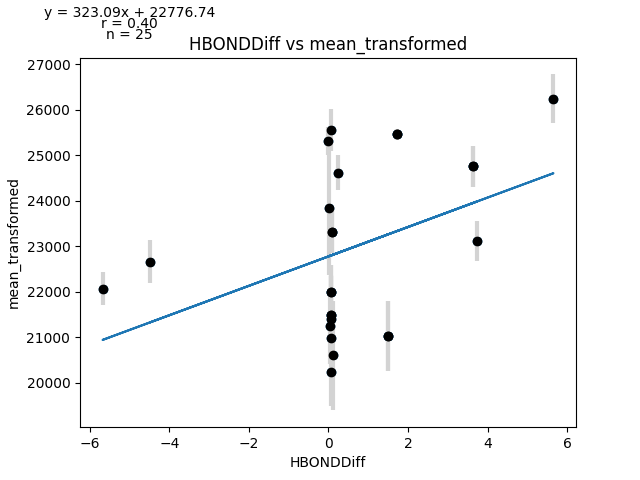 y = 323.09x + 22776.74
r = 0.40
n = 25
HBONDDiff vs mean_transformed
27000
26000
25000
24000
23000
22000
21000
20000
mean_transformed
−6
−4
−2
0
2
4
6
HBONDDiff